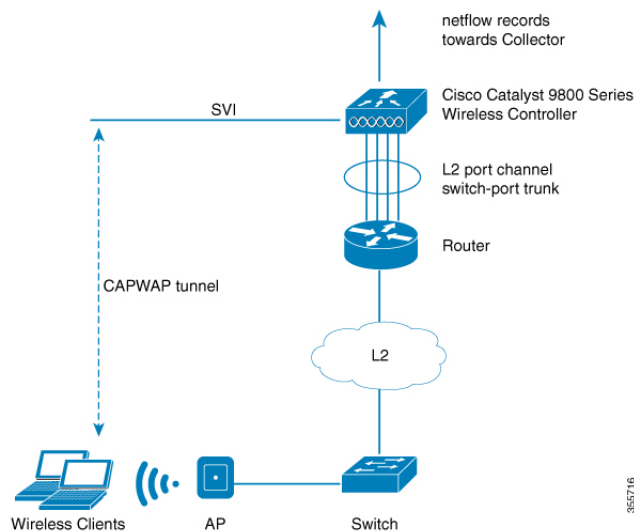 netflow records
towards Collector
Cisco Catalyst 9800 Series
Wireless Controller
SVI
L2 port channel
switch-port trunk
Router
CAPWAP tunnel
L2
Wireless Clients
AP
Switch
355716